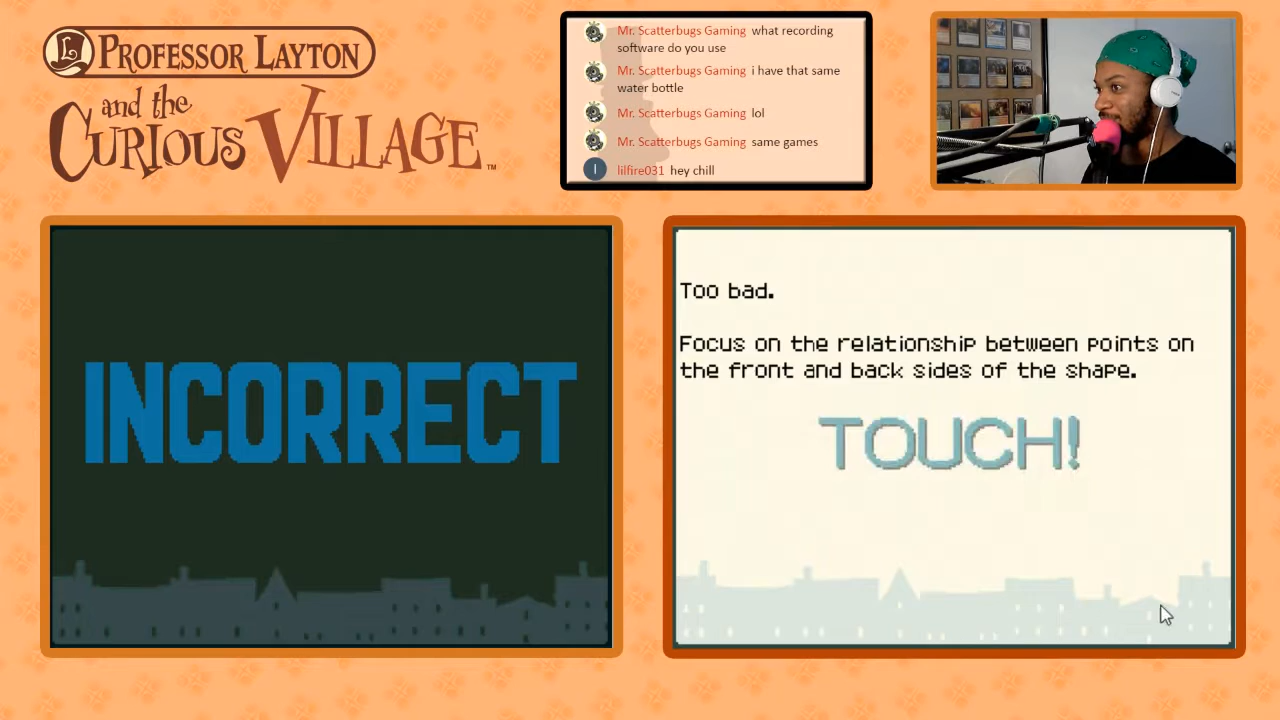 PROFESSOR LAYTON
and the
CURIOUS VILLAGE™
Mr. Scatterbugs Gaming what recording
software do you use
Mr. Scatterbugs Gaming i have that same
water bottle
Mr. Scatterbugs Gaming lol
Mr. Scatterbugs Gaming same games
l lilfire031 hey chill
INCORRECT
Too bad.
Focus on the relationship between points on
the front and back sides of the shape.
TOUCH!